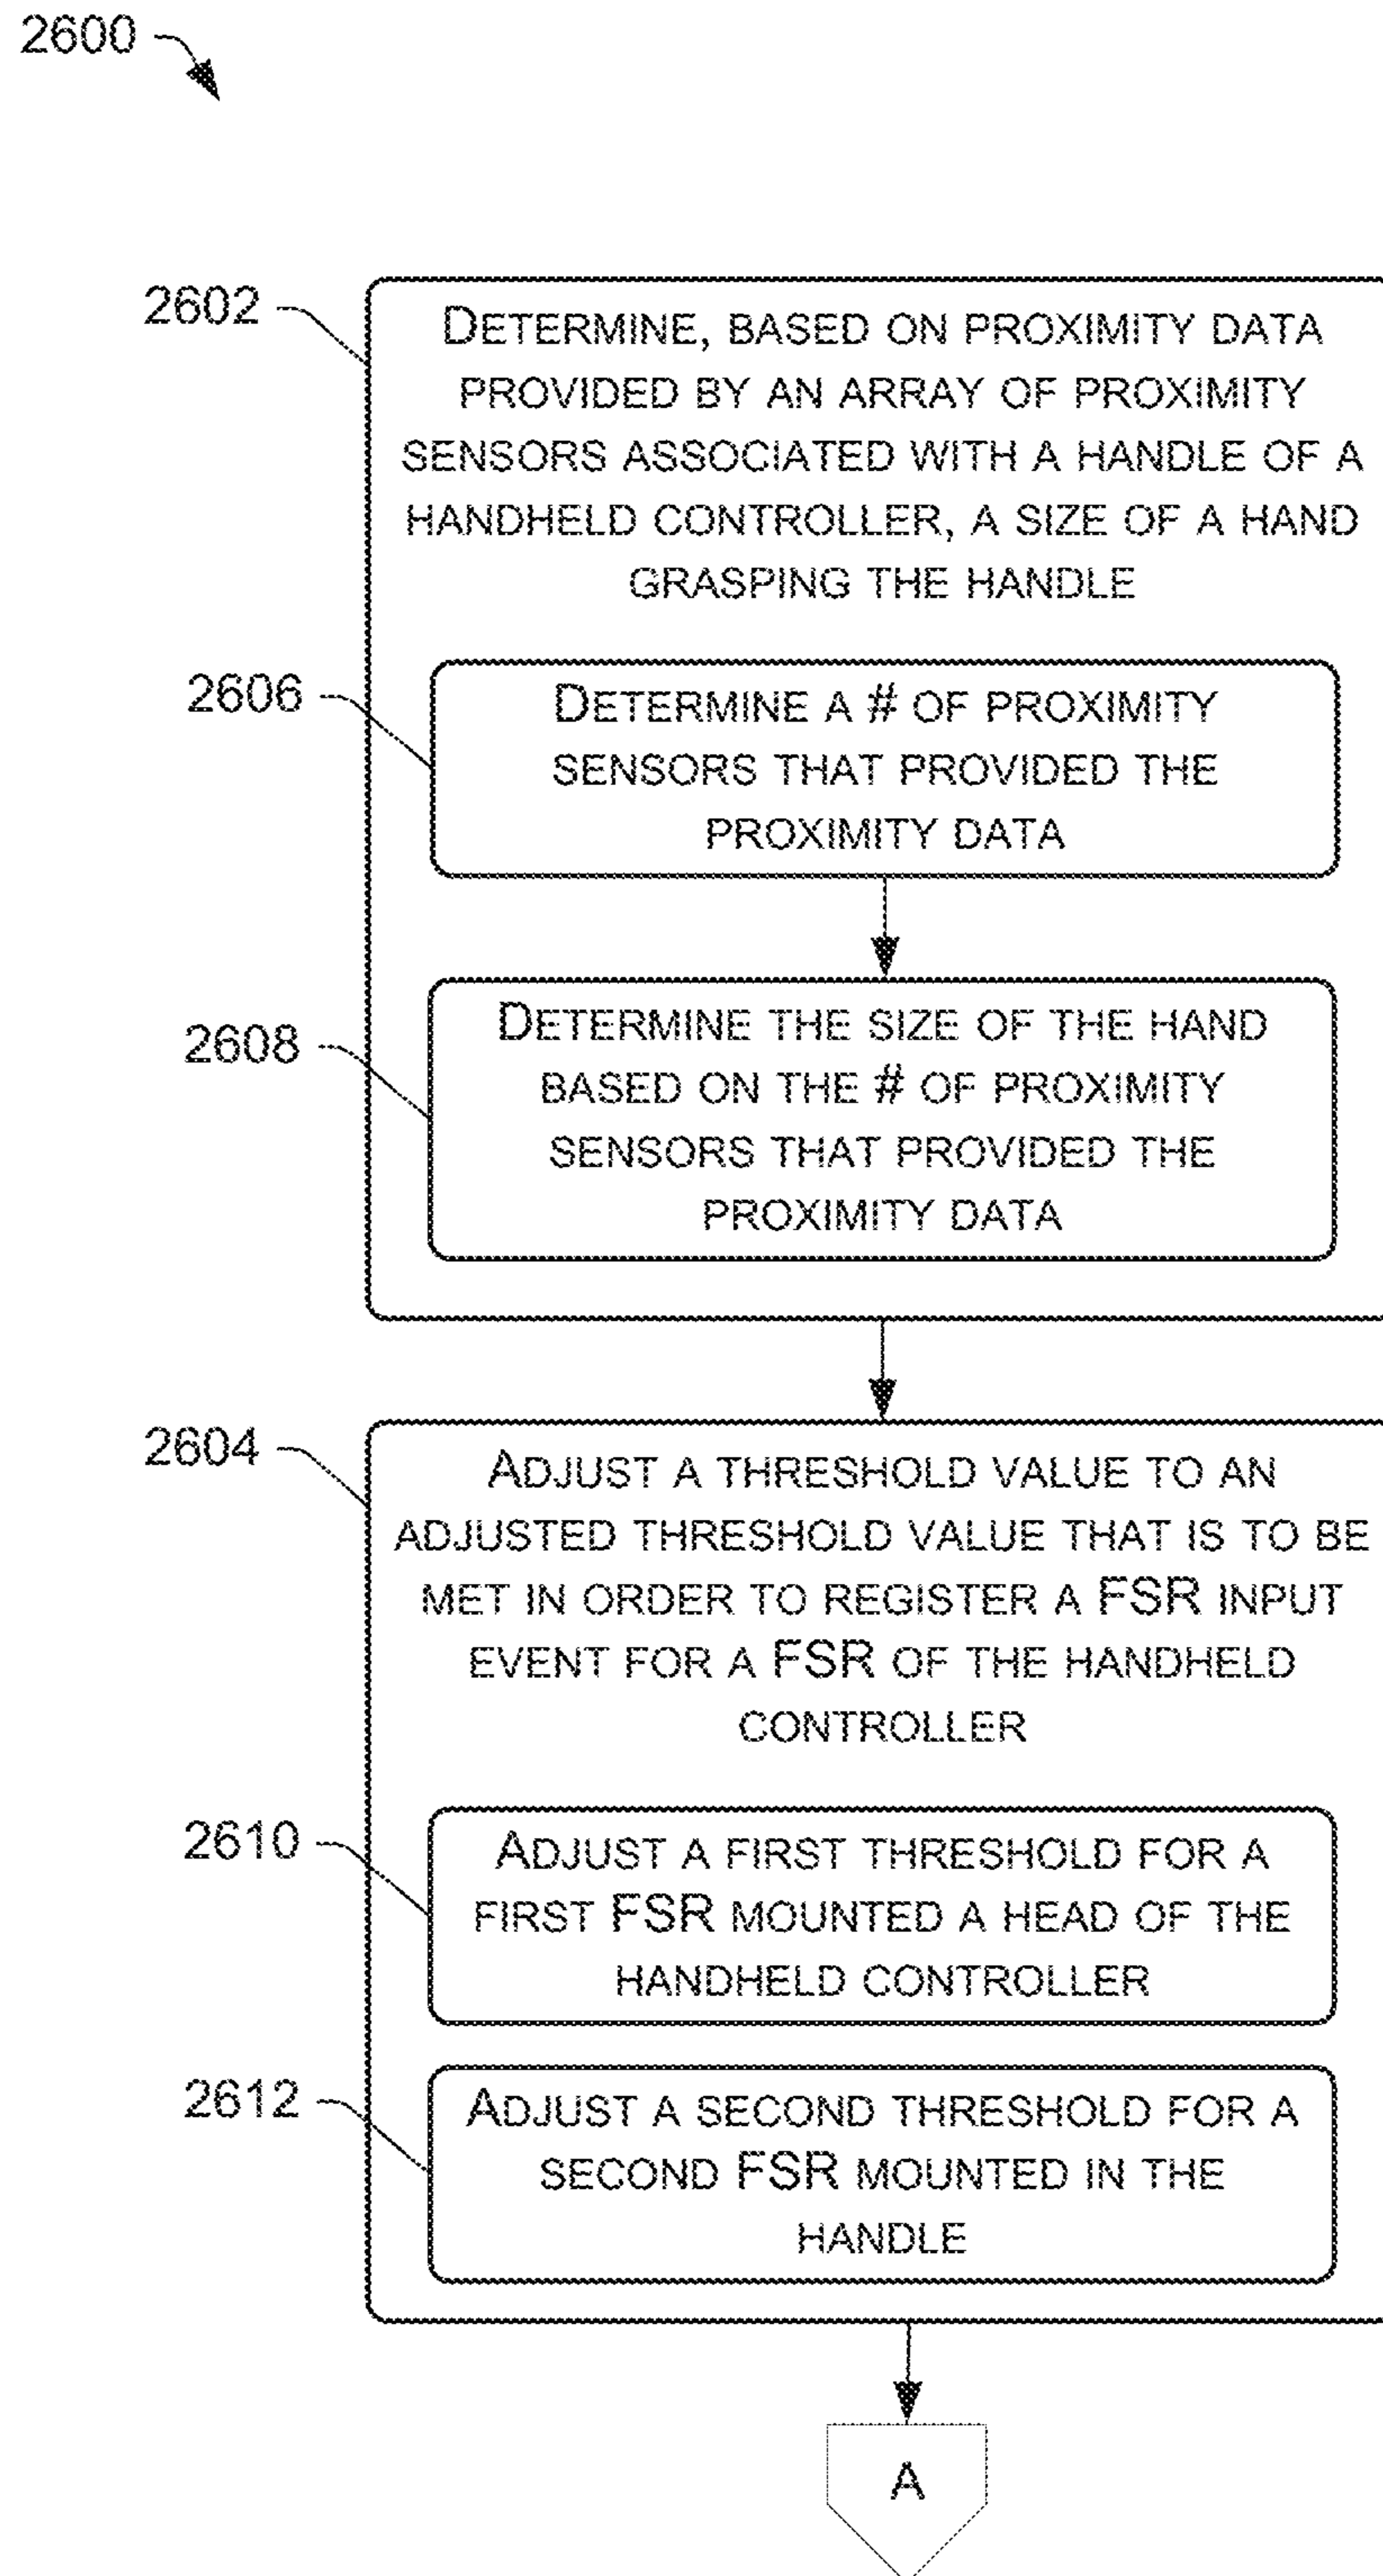 2600
2602
DETERMINE, BASED ON PROXIMITY DATA
PROVIDED BY AN ARRAY OF PROXIMITY
SENSORS ASSOCIATED WITH A HANDLE OF A
HANDHELD CONTROLLER, A SIZE OF A HAND
GRASPING THE HANDLE
2606
DETERMINE A # OF PROXIMITY
SENSORS THAT PROVIDED THE
PROXIMITY DATA
2608
DETERMINE THE SIZE OF THE HAND
BASED ON THE # OF PROXIMITY
SENSORS THAT PROVIDED THE
PROXIMITY DATA
2604
ADJUST A THRESHOLD VALUE TO AN
ADJUSTED THRESHOLD VALUE THAT IS TO BE
MET IN ORDER TO REGISTER A FSR INPUT
EVENT FOR A FSR OF THE HANDHELD
CONTROLLER
2610
ADJUST A FIRST THRESHOLD FOR A
FIRST FSR MOUNTED A HEAD OF THE
HANDHELD CONTROLLER
2612
ADJUST A SECOND THRESHOLD FOR A
SECOND FSR MOUNTED IN THE
HANDLE
A